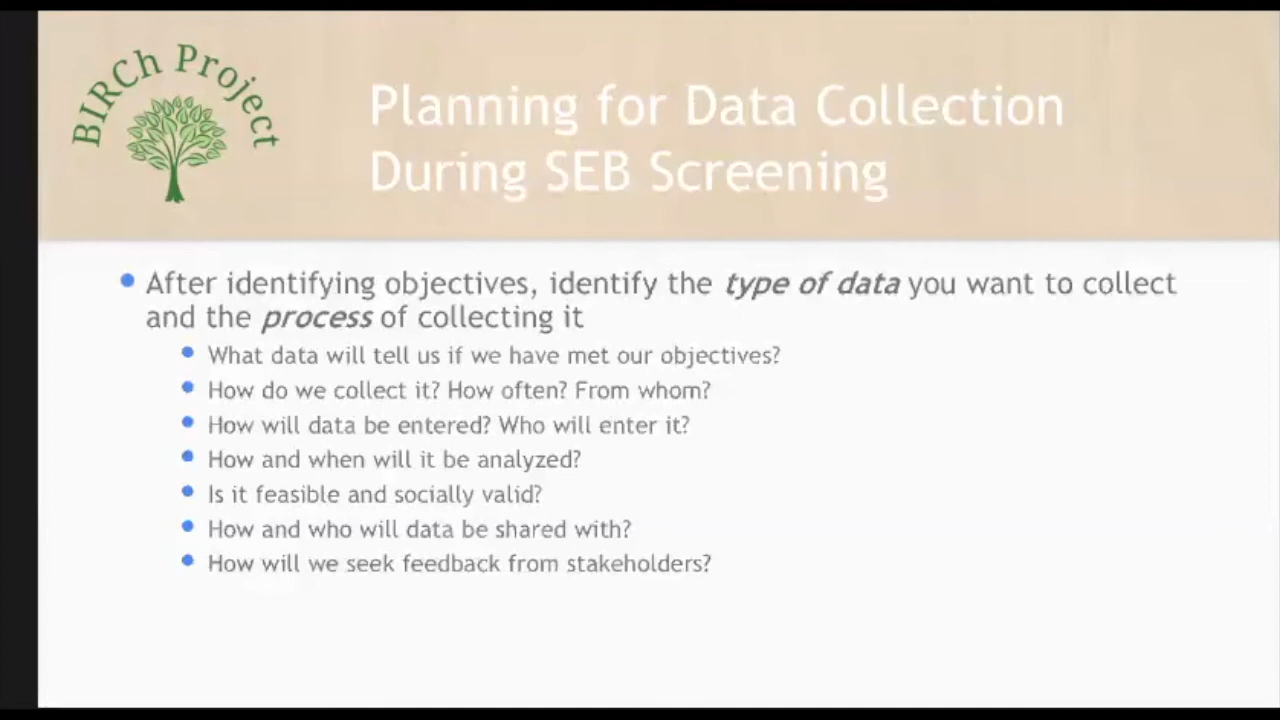 BIRCh Project
Planning for Data Collection
During SEB Screening
After identifying objectives, identify the type of data you want to collect
and the process of collecting it
What data will tell us if we have met our objectives?
How do we collect it? How often? From whom?
How will data be entered? Who will enter it?
How and when will it be analyzed?
Is it feasible and socially valid?
How and who will data be shared with?
How will we seek feedback from stakeholders?